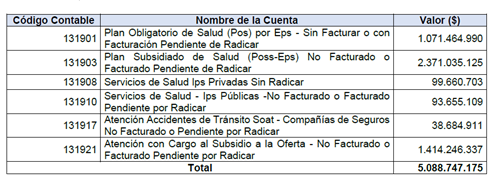 Código Contable Nombre de la Cuenta Valor ($)
131901 Plan Obligatorio de Salud (Pos) por Eps - Sin Facturar o con Facturación Pendiente de Radicar 1.071.464.990
131903 Plan Subsidiado de Salud (Poss-Eps) No Facturado o Facturado Pendiente de Radicar 2.371.035.125
131908 Servicios de Salud Ips Privadas Sin Radicar 99.660.703
131910 Servicios de Salud - Ips Públicas -No Facturado o Facturado Pendiente por Radicar 93.655.109
131917 Atención Accidentes de Tránsito Soat - Compañías de Seguros No Facturado o Pendiente por Radicar 38.684.911
131921 Atención con Cargo al Subsidio a la Oferta - No Facturado o Facturado Pendiente por Radicar 1.414.246.337
Total 5.088.747.175